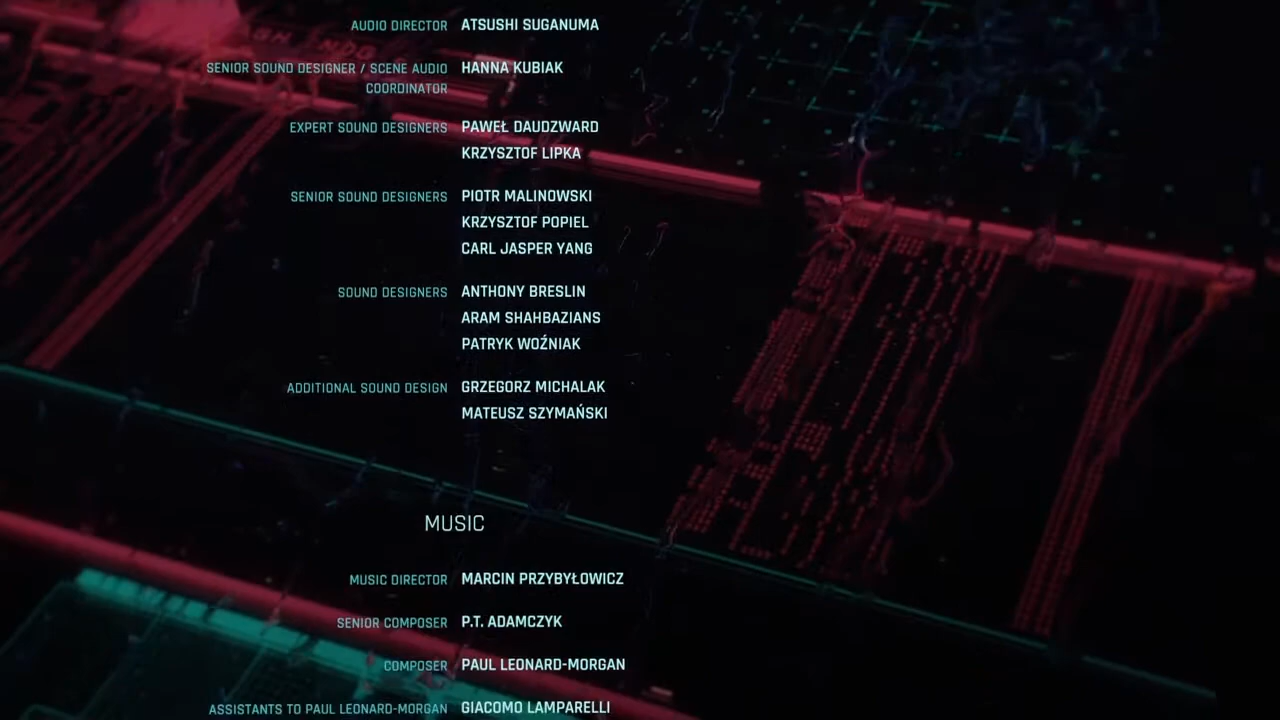 AUDIO DIRECTOR ATSUSHI SUGANUMA
SENIOR SOUND DESIGNER / SCENE AUDIO HANNA KUBIAK
COORDINATOR
EXPERT SOUND DESIGNERS PAWEŁ DAUDZWARD
KRZYSZTOF LIPKA
SENIOR SOUND DESIGNERS PIOTR MALINOWSKI
KRZYSZTOF POPIEL
CARL JASPER YANG
SOUND DESIGNERS ANTHONY BRESLIN
ARAM SHAHBAZIANS
PATRYK WOŹNIAK
ADDITIONAL SOUND DESIGN GRZEGORZ MICHALAK
MATEUSZ SZYMAŃSKI
MUSIC
MUSIC DIRECTOR MARCIN PRZYBYŁOWICZ
SENIOR COMPOSER P.T. ADAMCZYK
COMPOSER PAUL LEONARD-MORGAN
ASSISTANTS TO PAUL LEONARD-MORGAN GIACOMO LAMPARELLI